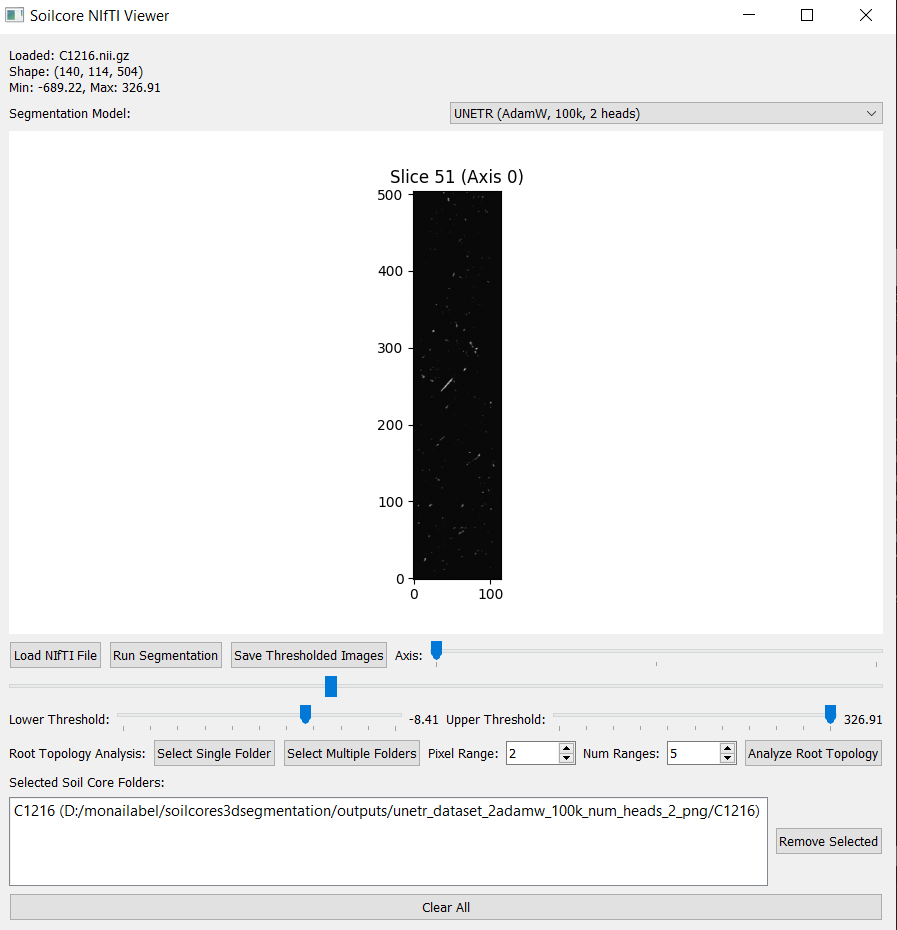 Soilcore NIfTI Viewer
Loaded: C1216.nii.gz
Shape: (140, 114, 504)
Min: -689.22, Max: 326.91
Segmentation Model: UNETR (AdamW, 100k, 2 heads)
Slice 51 (Axis 0)
500
400
300
200
100
0
0 100
Load NIfTI File Run Segmentation Save Thresholded Images Axis:
Lower Threshold: -8.41 Upper Threshold: 326.91
Root Topology Analysis: Select Single Folder Select Multiple Folders Pixel Range: 2 Num Ranges: 5 Analyze Root Topology
Selected Soil Core Folders:
C1216 (D:/monailabel/soilcores3dsegmentation/outputs/unetr_dataset_2adamw_100k_num_heads_2_png/C1216)
Remove Selected
Clear All